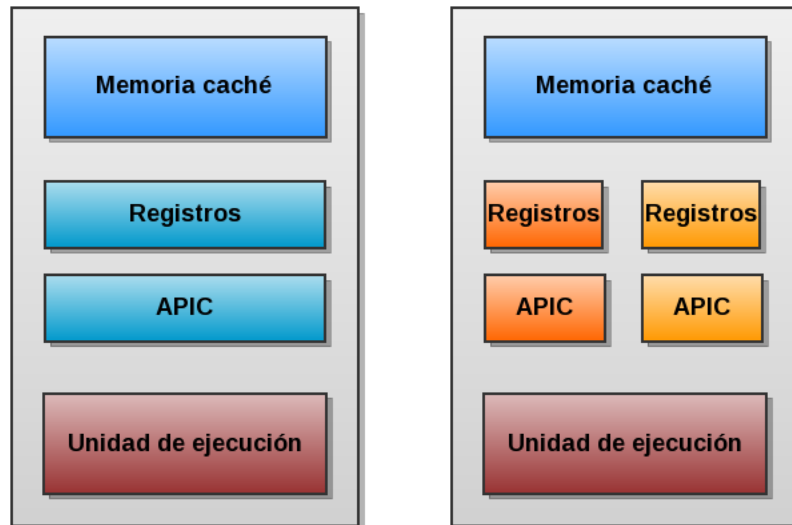 Memoria caché
Registros
APIC
Unidad de ejecución
Memoria caché
Registros Registros
APIC APIC
Unidad de ejecución